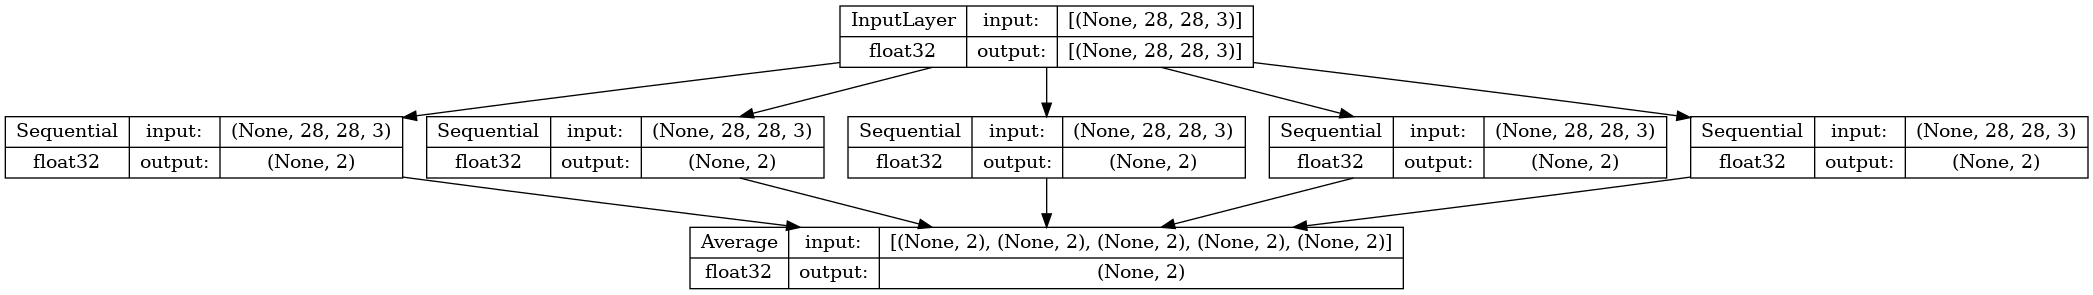 InputLayer input: [(None, 28, 28, 3)]
float32 output: [(None, 28, 28, 3)]
Sequential input: (None, 28, 28, 3)
float32 output: (None, 2)
Sequential input: (None, 28, 28, 3)
float32 output: (None, 2)
Sequential input: (None, 28, 28, 3)
float32 output: (None, 2)
Sequential input: (None, 28, 28, 3)
float32 output: (None, 2)
Sequential input: (None, 28, 28, 3)
float32 output: (None, 2)
Average input: [(None, 2), (None, 2), (None, 2), (None, 2), (None, 2)]
float32 output: (None, 2)